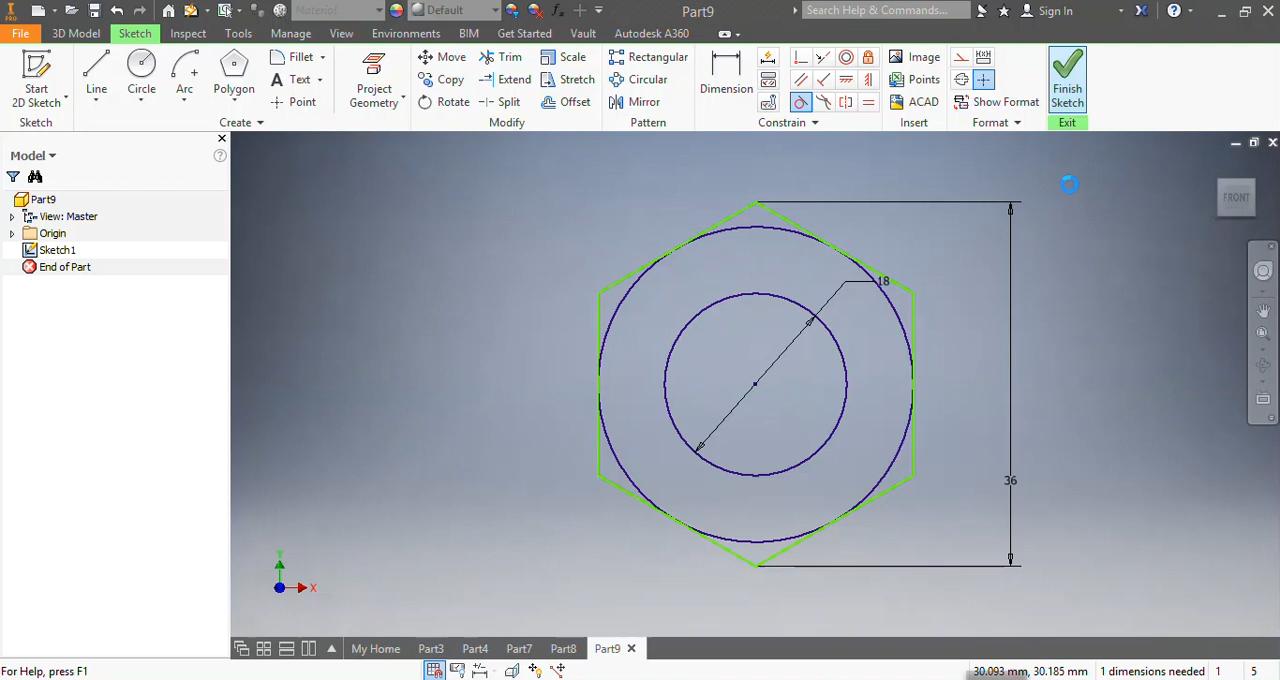 PRO Material Default Part9 Search Help & Commands... Sign In
File 3D Model Sketch Inspect Tools Manage View Environments BIM Get Started Vault Autodesk A360
Start 2D Sketch Line Circle Arc Polygon Fillet Text Point Project Geometry Move Copy Rotate Trim Extend Split Scale Stretch Offset Rectangular Circular Mirror Dimension Image Points ACAD Show Format Finish Sketch
Sketch Create Modify Pattern Constrain Insert Format Exit
Model
Part9
View: Master
Origin
Sketch1
End of Part
FRONT
18
36
Y
X
My Home Part3 Part4 Part7 Part8 Part9
For Help, press F1 30.093 mm, 30.185 mm 1 dimensions needed 1 5